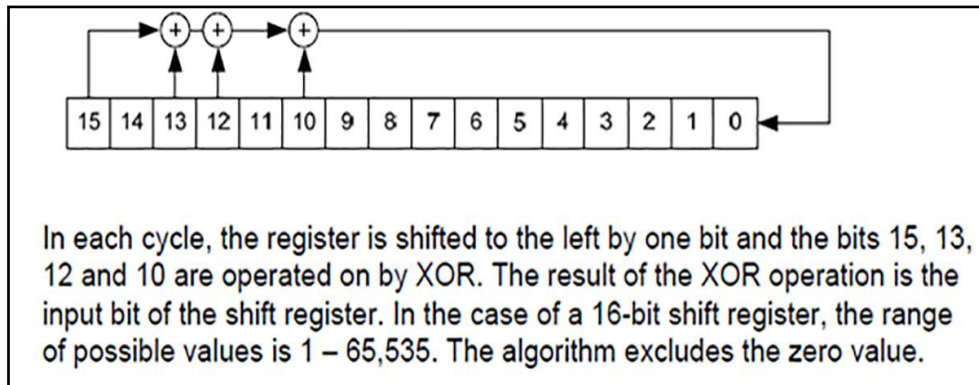 + + +
15 14 13 12 11 10 9 8 7 6 5 4 3 2 1 0
In each cycle, the register is shifted to the left by one bit and the bits 15, 13,
12 and 10 are operated on by XOR. The result of the XOR operation is the
input bit of the shift register. In the case of a 16-bit shift register, the range
of possible values is 1 – 65,535. The algorithm excludes the zero value.